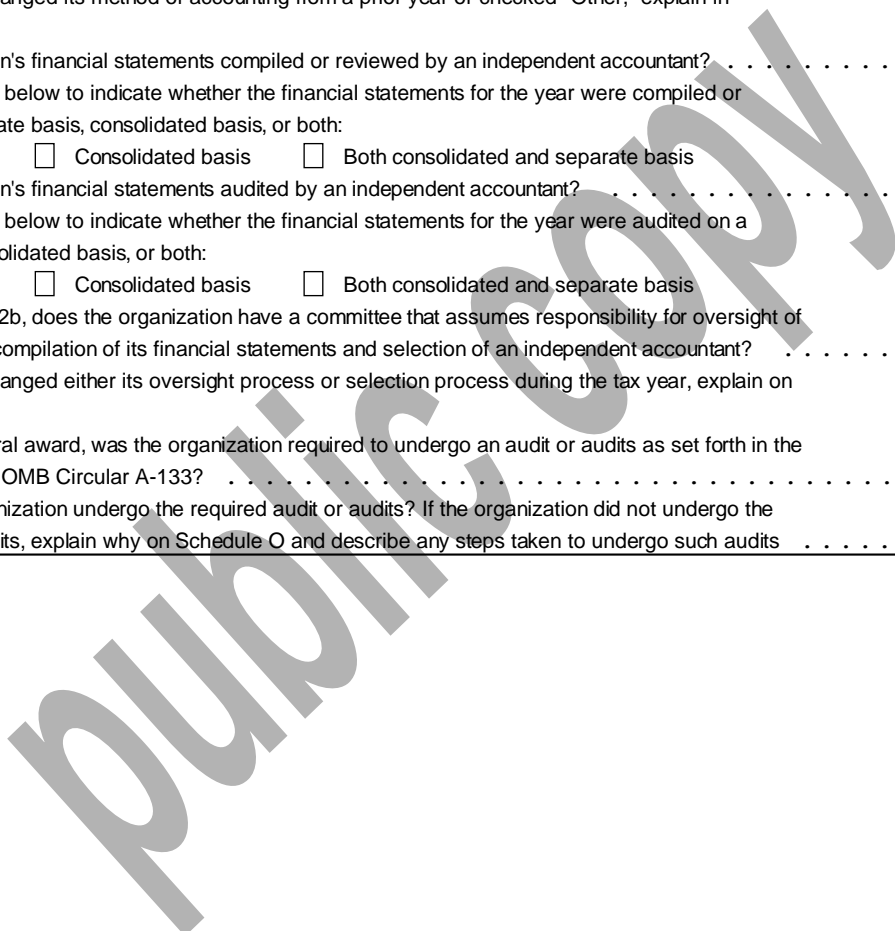 anged its method of accounting from a prior year or checked "Other," explain in
n's financial statements compiled or reviewed by an independent accountant? . . . . . . . . .
below to indicate whether the financial statements for the year were compiled or
ate basis, consolidated basis, or both:
Consolidated basis Both consolidated and separate basis
n's financial statements audited by an independent accountant? . . . . . . . . . . . . . . .
below to indicate whether the financial statements for the year were audited on a
olidated basis, or both:
Consolidated basis Both consolidated and separate basis
2b, does the organization have a committee that assumes responsibility for oversight of
compilation of its financial statements and selection of an independent accountant? . . . . . .
anged either its oversight process or selection process during the tax year, explain on
ral award, was the organization required to undergo an audit or audits as set forth in the
OMB Circular A-133? . . . . . . . . . . . . . . . . . . . . . . . . . . . . . . . . . . .
nization undergo the required audit or audits? If the organization did not undergo the
its, explain why on Schedule O and describe any steps taken to undergo such audits . . . . .
public copy